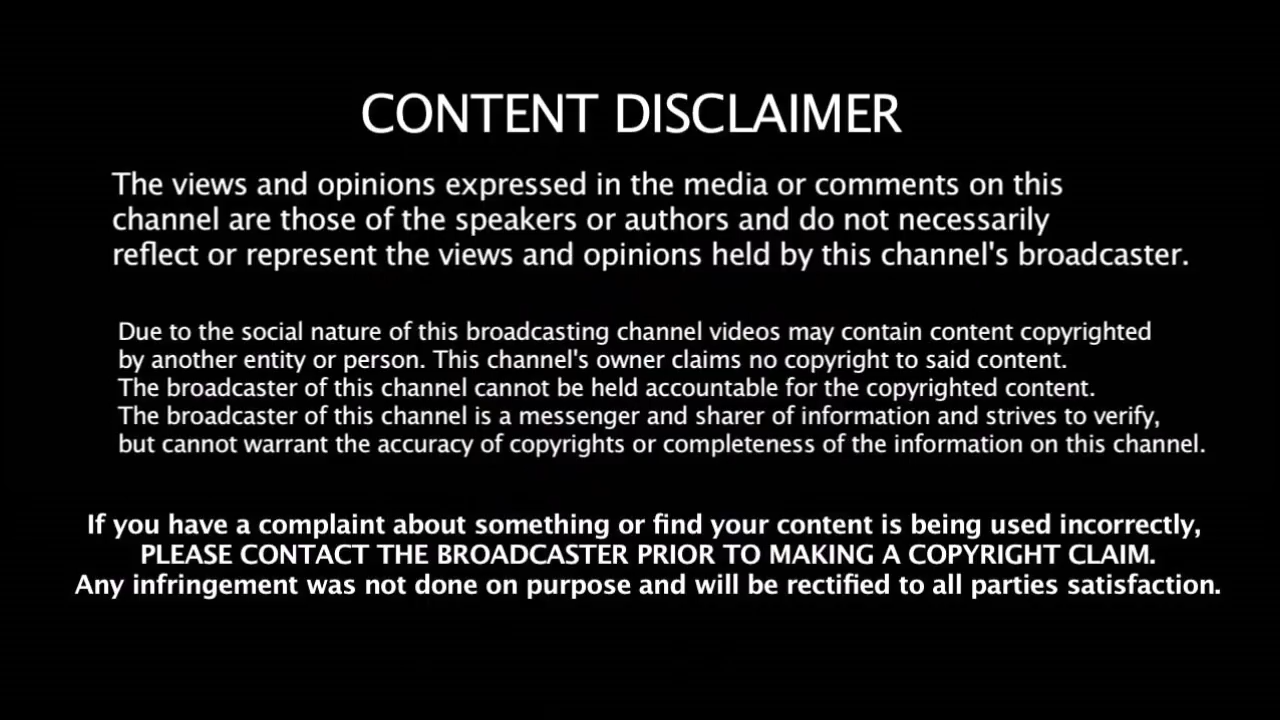 CONTENT DISCLAIMER
The views and opinions expressed in the media or comments on this
channel are those of the speakers or authors and do not necessarily
reflect or represent the views and opinions held by this channel's broadcaster.
Due to the social nature of this broadcasting channel videos may contain content copyrighted
by another entity or person. This channel's owner claims no copyright to said content.
The broadcaster of this channel cannot be held accountable for the copyrighted content.
The broadcaster of this channel is a messenger and sharer of information and strives to verify,
but cannot warrant the accuracy of copyrights or completeness of the information on this channel.
If you have a complaint about something or find your content is being used incorrectly,
PLEASE CONTACT THE BROADCASTER PRIOR TO MAKING A COPYRIGHT CLAIM.
Any infringement was not done on purpose and will be rectified to all parties satisfaction.